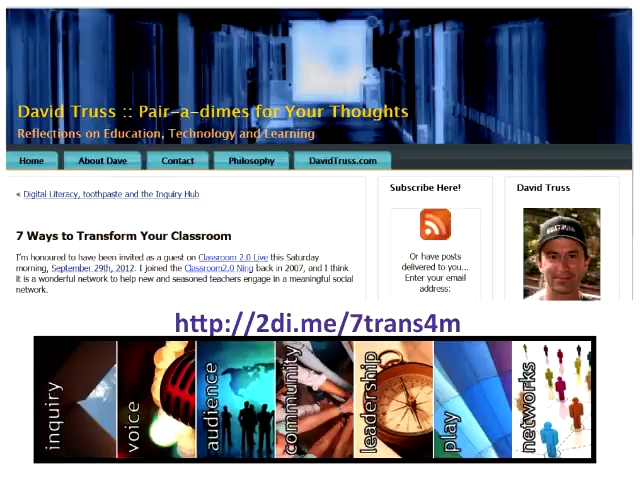 David Truss :: Pair-a-dimes for Your Thoughts
Reflections on Education, Technology and Learning
Home
About Dave
Contact
Philosophy
DavidTruss.com
« Digital Literacy, toothpaste and the Inquiry Hub
7 Ways to Transform Your Classroom
I'm honoured to have been invited as a guest on Classroom 2.0 Live this Saturday
morning, September 29th, 2012. I joined the Classroom2.0 Ning back in 2007, and I think
it is a wonderful network to help new and seasoned teachers engage in a meaningful social
network.
Subscribe Here!
Or have posts
delivered to you...
Enter your email
address:
David Truss
http://2di.me/7trans4m
inquiry
voice
audience
community
leadership
play
networks